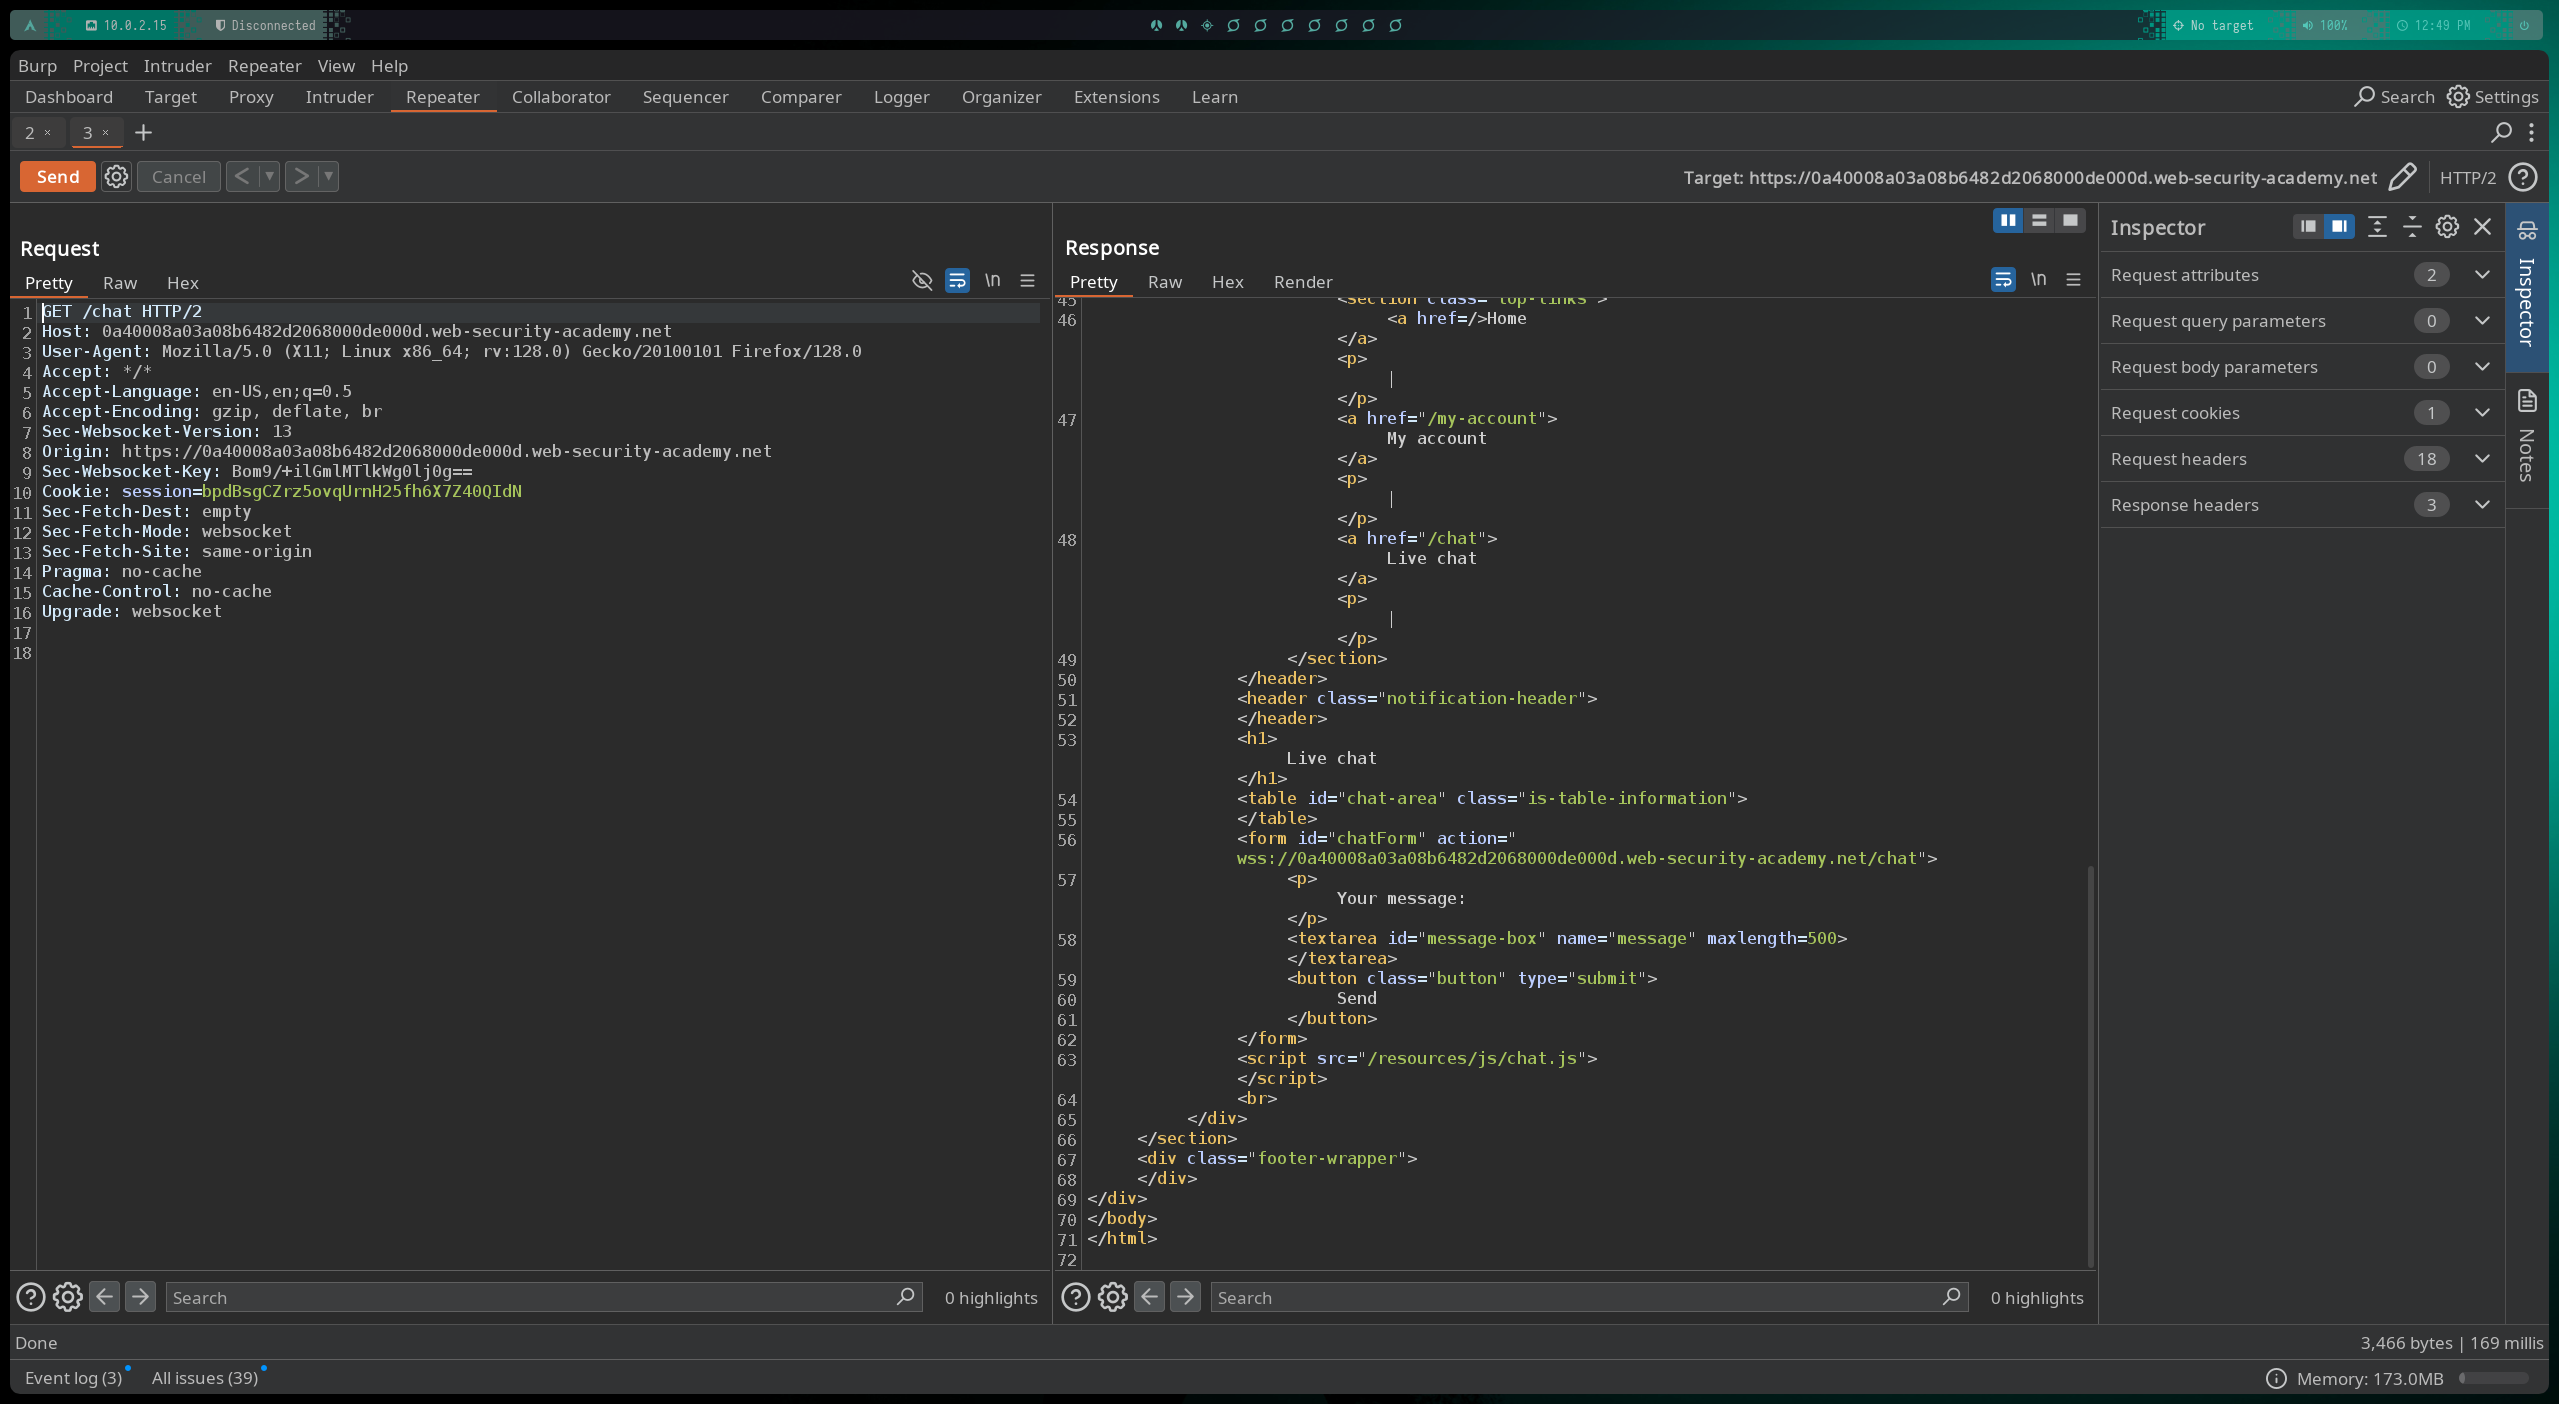 10.0.2.15 Disconnected No target 100% 12:49 PM
Burp Project Intruder Repeater View Help
Dashboard Target Proxy Intruder Repeater Collaborator Sequencer Comparer Logger Organizer Extensions Learn Search Settings
2 × 3 × +
Send Cancel < > Target: https://0a40008a03a08b6482d2068000de000d.web-security-academy.net HTTP/2
Request
Pretty Raw Hex \n
1 GET /chat HTTP/2
2 Host: 0a40008a03a08b6482d2068000de000d.web-security-academy.net
3 User-Agent: Mozilla/5.0 (X11; Linux x86_64; rv:128.0) Gecko/20100101 Firefox/128.0
4 Accept: */*
5 Accept-Language: en-US,en;q=0.5
6 Accept-Encoding: gzip, deflate, br
7 Sec-Websocket-Version: 13
8 Origin: https://0a40008a03a08b6482d2068000de000d.web-security-academy.net
9 Sec-Websocket-Key: Bom9/+ilGmlMTlkWg0lj0g==
10 Cookie: session=bpdBsgCZrz5ovqUrnH25fh6X7Z40QIdN
11 Sec-Fetch-Dest: empty
12 Sec-Fetch-Mode: websocket
13 Sec-Fetch-Site: same-origin
14 Pragma: no-cache
15 Cache-Control: no-cache
16 Upgrade: websocket
17
18
Search 0 highlights
Response
Pretty Raw Hex Render \n
45 <section class="top-links">
46 <a href=/>Home
</a>
<p>
|
</p>
47 <a href="/my-account">
My account
</a>
<p>
|
</p>
48 <a href="/chat">
Live chat
</a>
<p>
|
</p>
49 </section>
50 </header>
51 <header class="notification-header">
52 </header>
53 <h1>
Live chat
</h1>
54 <table id="chat-area" class="is-table-information">
55 </table>
56 <form id="chatForm" action="
wss://0a40008a03a08b6482d2068000de000d.web-security-academy.net/chat">
57 <p>
Your message:
</p>
58 <textarea id="message-box" name="message" maxlength=500>
</textarea>
59 <button class="button" type="submit">
60 Send
61 </button>
62 </form>
63 <script src="/resources/js/chat.js">
</script>
64 <br>
65 </div>
66 </section>
67 <div class="footer-wrapper">
68 </div>
69 </div>
70 </body>
71 </html>
72
Search 0 highlights
Inspector
Request attributes 2
Request query parameters 0
Request body parameters 0
Request cookies 1
Request headers 18
Response headers 3
Inspector
Notes
Done 3,466 bytes | 169 millis
Event log (3) All issues (39) Memory: 173.0MB